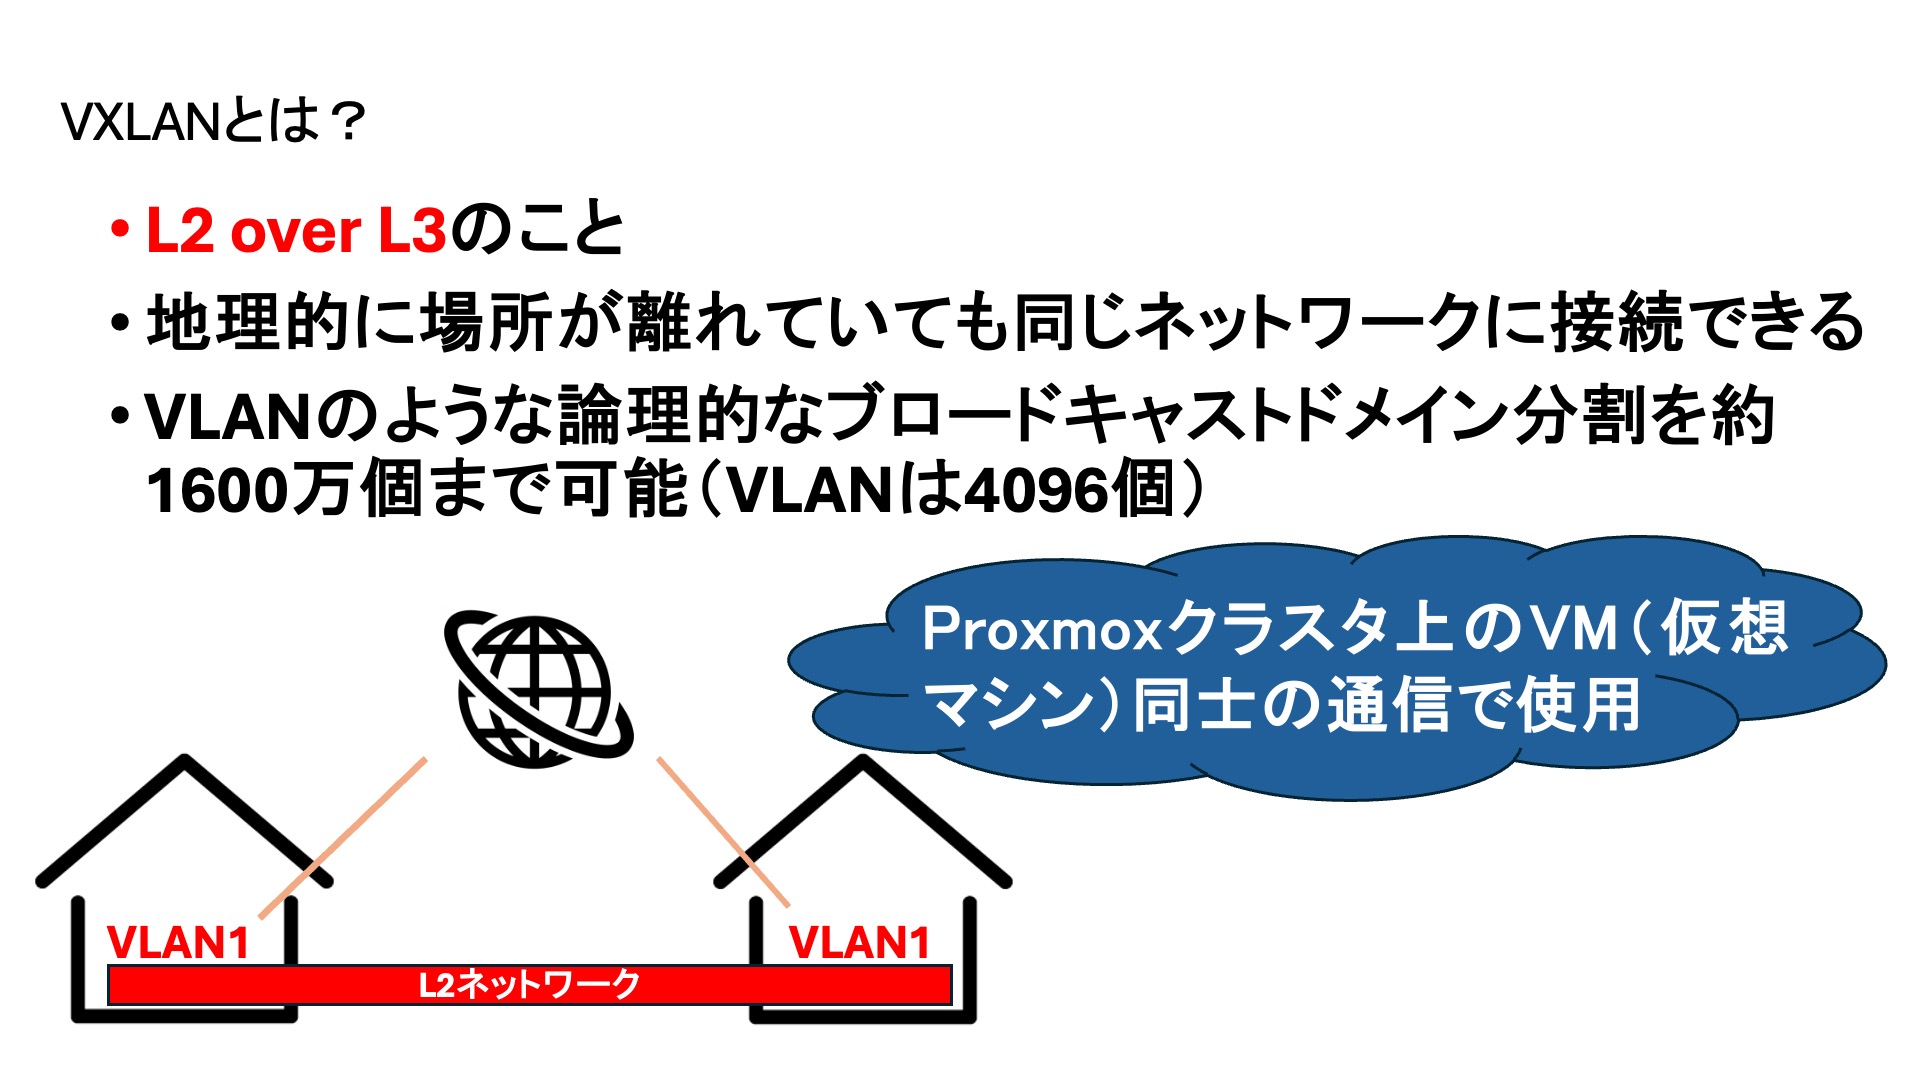 VXLANとは？
• L2 over L3のこと
• 地理的に場所が離れていても同じネットワークに接続できる
• VLANのような論理的なブロードキャストドメイン分割を約
1600万個まで可能（VLANは4096個）
Proxmoxクラスタ上のVM（仮想
マシン）同士の通信で使用
VLAN1
VLAN1
L2ネットワーク